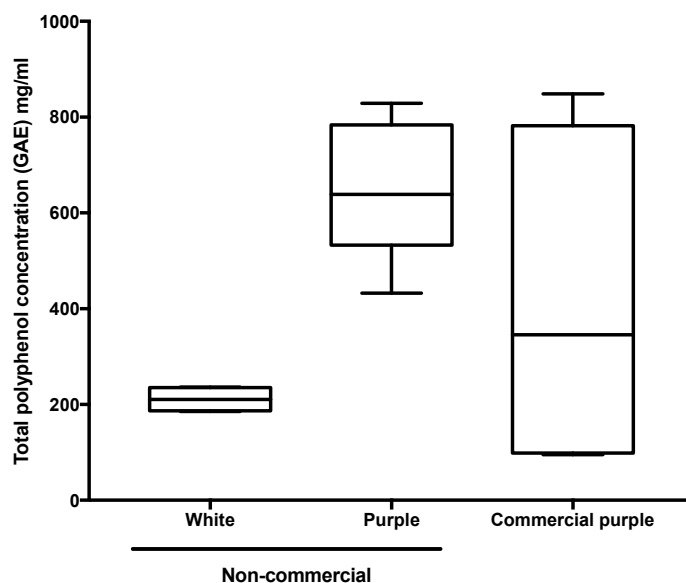 Total polyphenol concentration (GAE) mg/ml
1000
800
600
400
200
0
White Purple Commercial purple
Non-commercial